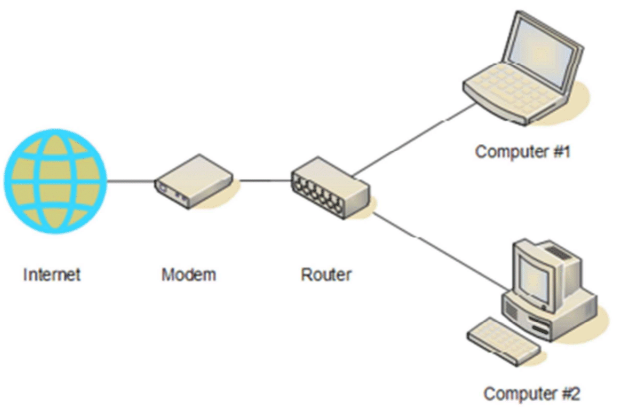 Computer #1
Internet
Modem
Router
Computer #2